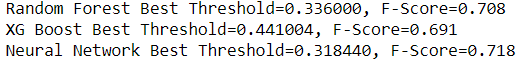 Random Forest Best Threshold=0.336000, F-Score=0.708
XG Boost Best Threshold=0.441004, F-Score=0.691
Neural Network Best Threshold=0.318440, F-Score=0.718